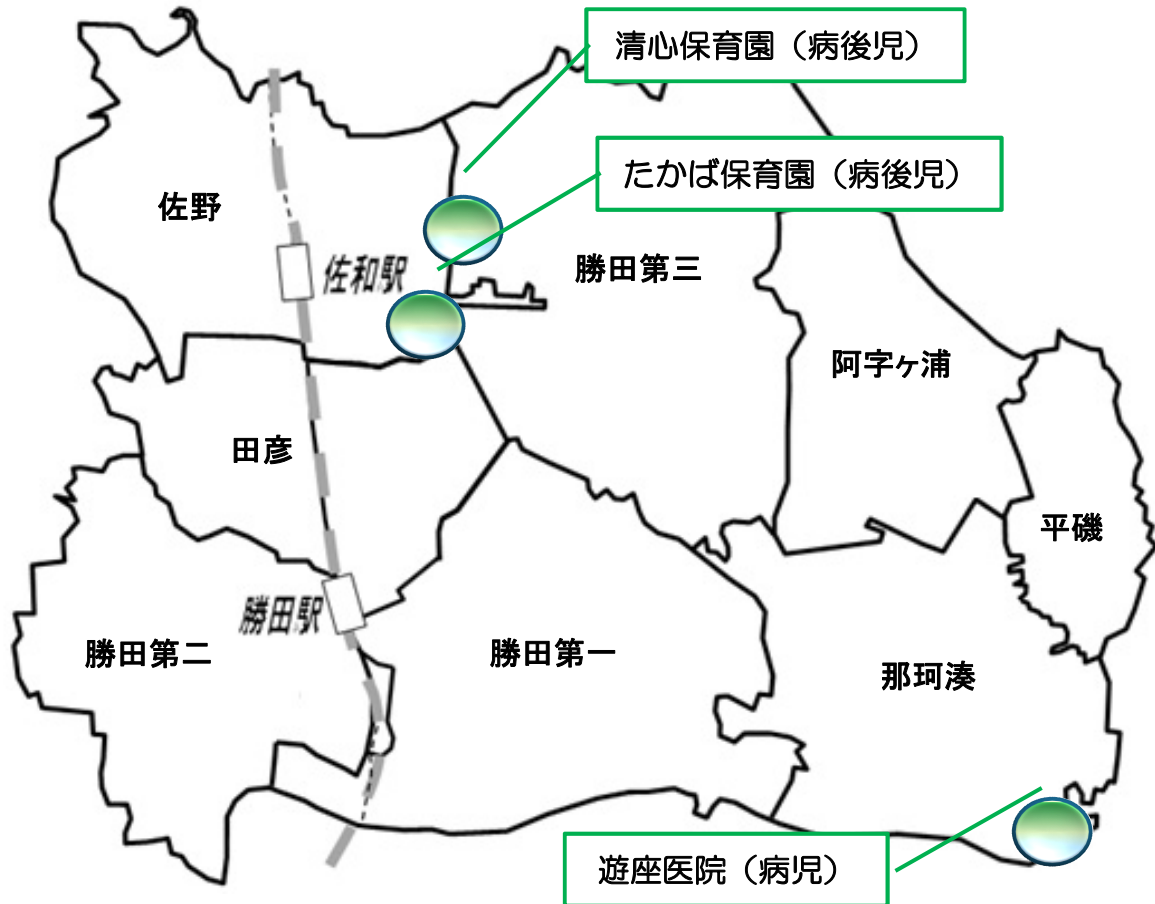 清心保育園（病後児）
たかば保育園（病後児）
佐野
佐和駅
勝田第三
阿字ヶ浦
田彦
平磯
勝田駅
勝田第二
勝田第一
那珂湊
遊座医院（病児）